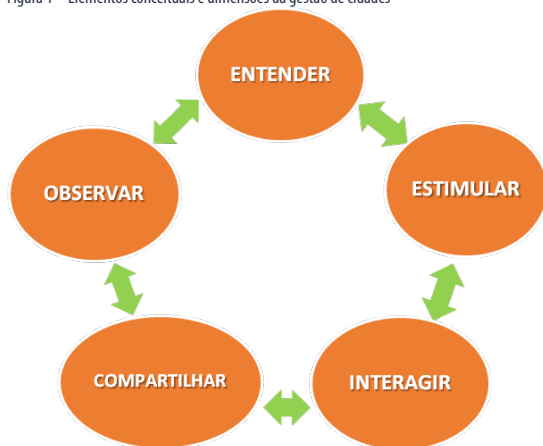 Figura 1 – Elementos conceituais e dimensões da gestão de cidades
ENTENDER
OBSERVAR
ESTIMULAR
COMPARTILHAR
INTERAGIR